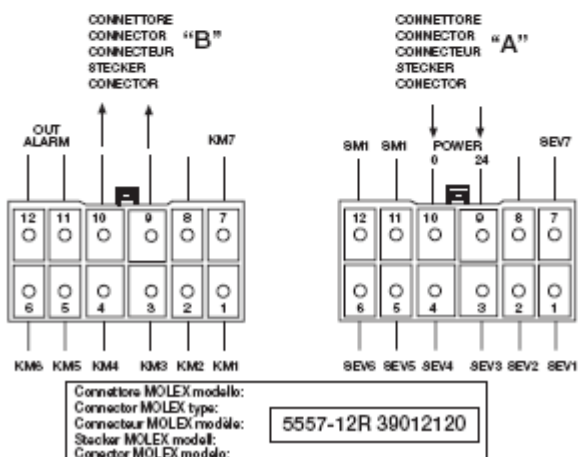 CONNETTORE
CONNECTOR
CONNECTEUR
STECKER
CONECTOR
"B"
OUT
ALARM
KM7
12 11 10 9 8 7
6 5 4 3 2 1
KM6 KM5 KM4 KM3 KM2 KM1
CONNETTORE
CONNECTOR
CONNECTEUR
STECKER
CONECTOR
"A"
SM1 SM1 POWER SEV7
0 24
12 11 10 9 8 7
6 5 4 3 2 1
SEV6 SEV5 SEV4 SEV3 SEV2 SEV1
Connettore MOLEX modello:
Connector MOLEX type:
Connecteur MOLEX modèle:
Stecker MOLEX modell:
Conector MOLEX modelo:
5557-12R 39012120